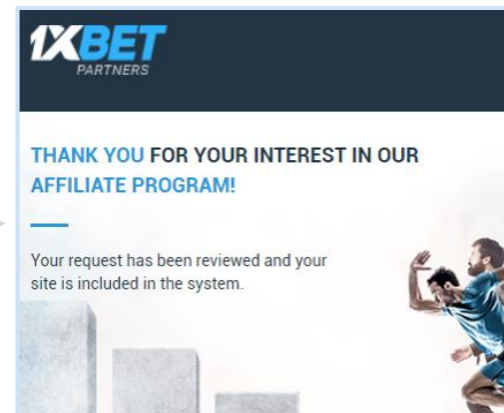 1XBET
PARTNERS
THANK YOU FOR YOUR INTEREST IN OUR
AFFILIATE PROGRAM!
Your request has been reviewed and your
site is included in the system.